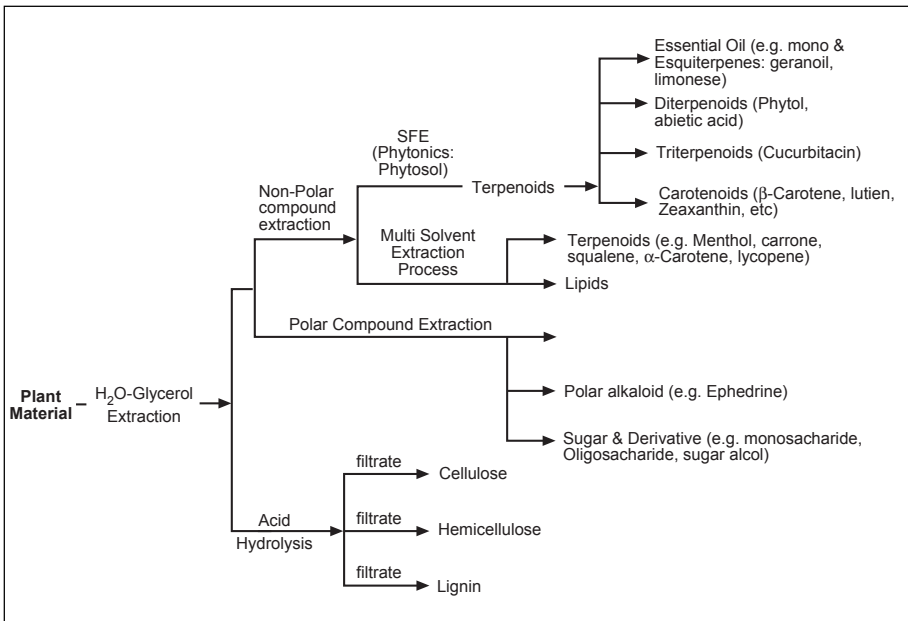 Plant
Material
H2O-Glycerol
Extraction
Non-Polar
compound
extraction
SFE
(Phytonics:
Phytosol)
Terpenoids
Essential Oil (e.g. mono &
Esquiterpenes: geranoil,
limonese)
Diterpenoids (Phytol,
abietic acid)
Triterpenoids (Cucurbitacin)
Carotenoids (β-Carotene, lutien,
Zeaxanthin, etc)
Multi Solvent
Extraction
Process
Terpenoids (e.g. Menthol, carrone,
squalene, α-Carotene, lycopene)
Lipids
Polar Compound Extraction
Polar alkaloid (e.g. Ephedrine)
Sugar & Derivative (e.g. monosacharide,
Oligosacharide, sugar alcol)
Acid
Hydrolysis
filtrate
Cellulose
filtrate
Hemicellulose
filtrate
Lignin